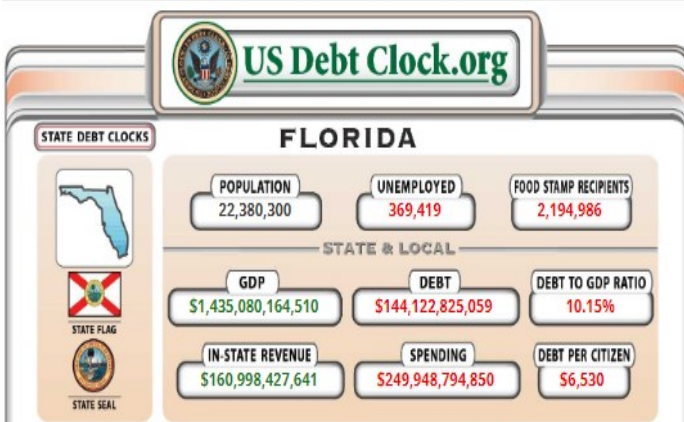 US Debt Clock.org
STATE DEBT CLOCKS
FLORIDA
POPULATION
22,380,300
UNEMPLOYED
369,419
FOOD STAMP RECIPIENTS
2,194,986
STATE & LOCAL
GDP
$1,435,080,164,510
DEBT
$144,122,825,059
DEBT TO GDP RATIO
10.15%
STATE FLAG
IN-STATE REVENUE
$160,998,427,641
SPENDING
$249,948,794,850
DEBT PER CITIZEN
$6,530
STATE SEAL